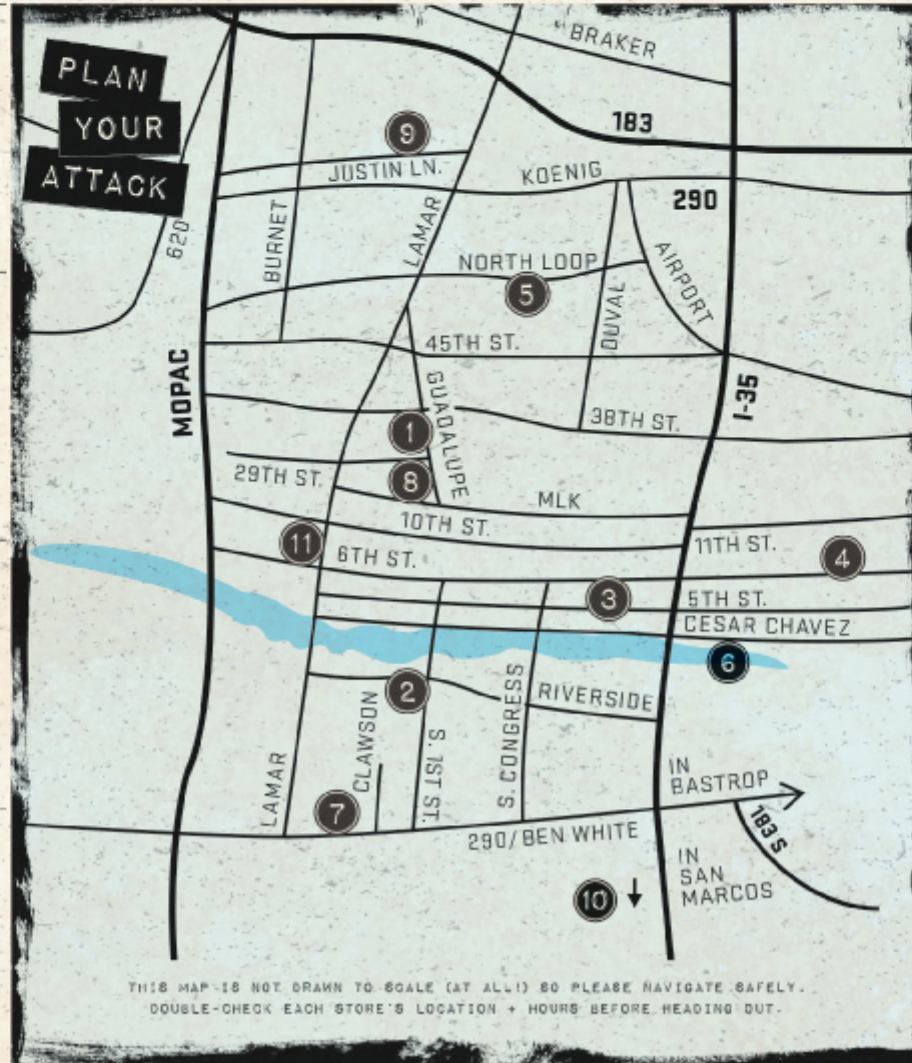 PLAN
YOUR
ATTACK
BRAKER
183
9
JUSTIN LN.
KOENIG
290
620
BURNET
LAMAR
NORTH LOOP
AIRPORT
5
DUVAL
45TH ST.
MOPAC
GUADALUPE
I-35
1
38TH ST.
29TH ST.
8
MLK
10TH ST.
11
6TH ST.
11TH ST.
4
3
5TH ST.
CESAR CHAVEZ
6
2
RIVERSIDE
CLAWSON
S. 1ST ST.
S. CONGRESS
LAMAR
7
IN
BASTROP
290/BEN WHITE
183 S
IN
SAN
MARCOS
10
THIS MAP IS NOT DRAWN TO SCALE (AT ALL!) SO PLEASE NAVIGATE SAFELY.
DOUBLE-CHECK EACH STORE'S LOCATION + HOURS BEFORE HEADING OUT.